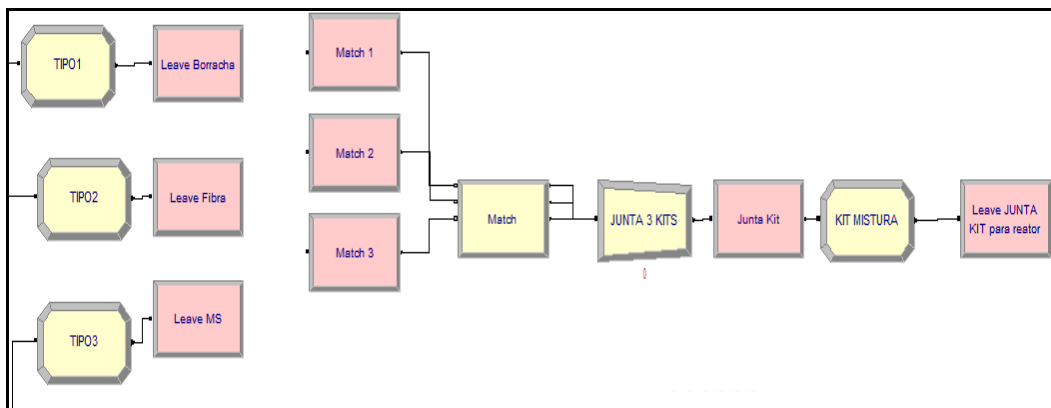 TIPO1
Leave Borracha
TIPO2
Leave Fibra
TIPO3
Leave MS
Match 1
Match 2
Match 3
Match
JUNTA 3 KITS
0
Junta Kit
KIT MISTURA
Leave JUNTA
KIT para reator